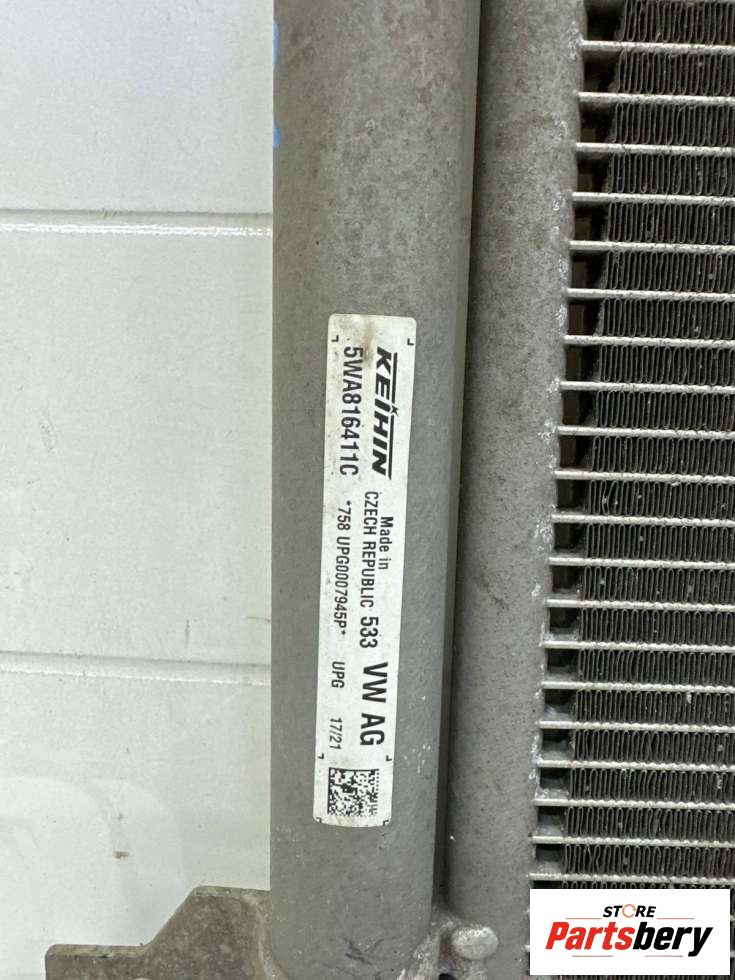 KEIHIN
5WA816411C
Made in
CZECH REPUBLIC 533 VW AG
*758 UPG0007945P* UPG 17/21
STORE
Partsbery